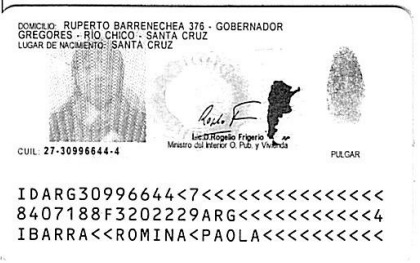 DOMICILIO: RUPERTO BARRENECHEA 376 - GOBERNADOR
GREGORES - RIO CHICO - SANTA CRUZ
LUGAR DE NACIMIENTO: SANTA CRUZ
Lic.D.Rogelio Frigerio
Ministro del Interior O. Pub. y Vivienda
CUIL: 27-30996644-4
PULGAR
IDARG30996644<7<<<<<<<<<<<<<<<
8407188F3202229ARG<<<<<<<<<<<4
IBARRA<<ROMINA<PAOLA<<<<<<<<<<